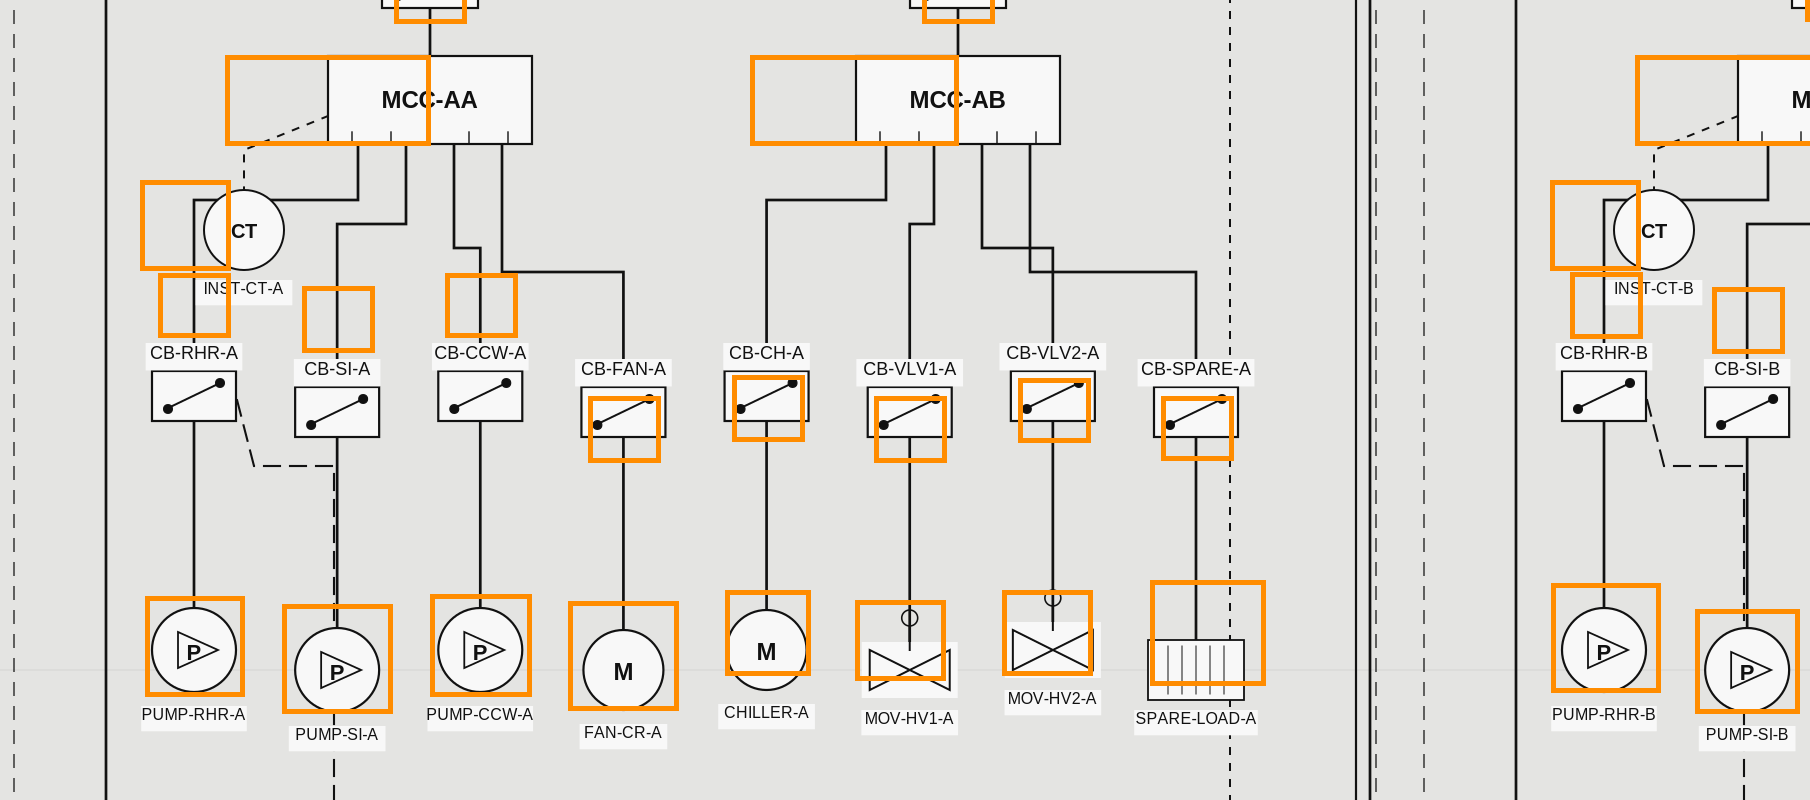 MCC-AA
MCC-AB
M
CT
CT
INST-CT-A
INST-CT-B
CB-RHR-A
CB-SI-A
CB-CCW-A
CB-FAN-A
CB-CH-A
CB-VLV1-A
CB-VLV2-A
CB-SPARE-A
CB-RHR-B
CB-SI-B
P
P
P
M
M
P
P
PUMP-RHR-A
PUMP-SI-A
PUMP-CCW-A
FAN-CR-A
CHILLER-A
MOV-HV1-A
MOV-HV2-A
SPARE-LOAD-A
PUMP-RHR-B
PUMP-SI-B